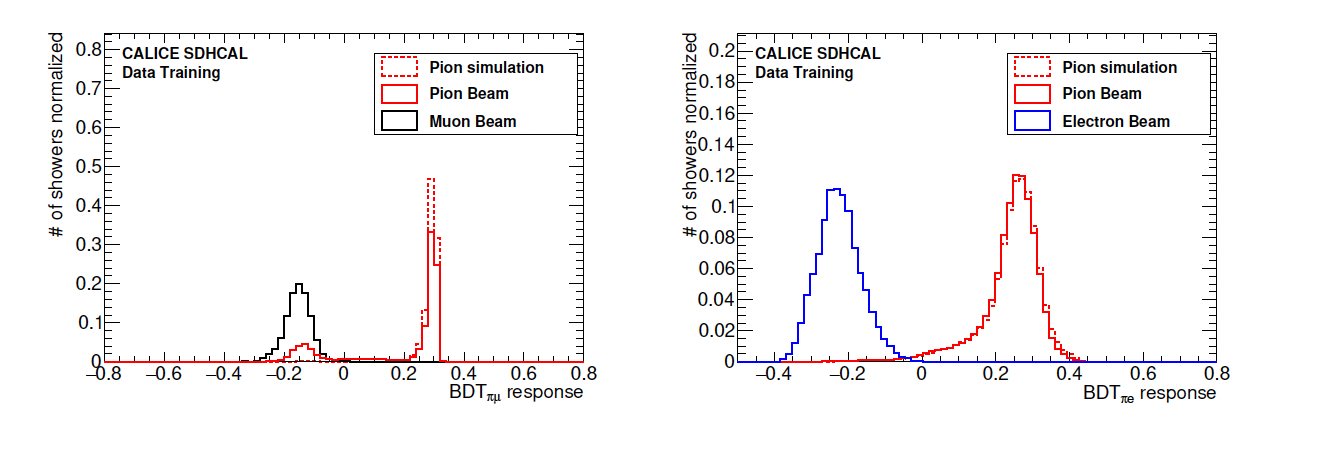 # of showers normalized
0.8
0.7
0.6
0.5
0.4
0.3
0.2
0.1
0
CALICE SDHCAL
Data Training
Pion simulation
Pion Beam
Muon Beam
−0.8 −0.6 −0.4 −0.2 0 0.2 0.4 0.6 0.8
BDTπμ response
# of showers normalized
0.2
0.18
0.16
0.14
0.12
0.1
0.08
0.06
0.04
0.02
0
CALICE SDHCAL
Data Training
Pion simulation
Pion Beam
Electron Beam
−0.4 −0.2 0 0.2 0.4 0.6 0.8
BDTπe response